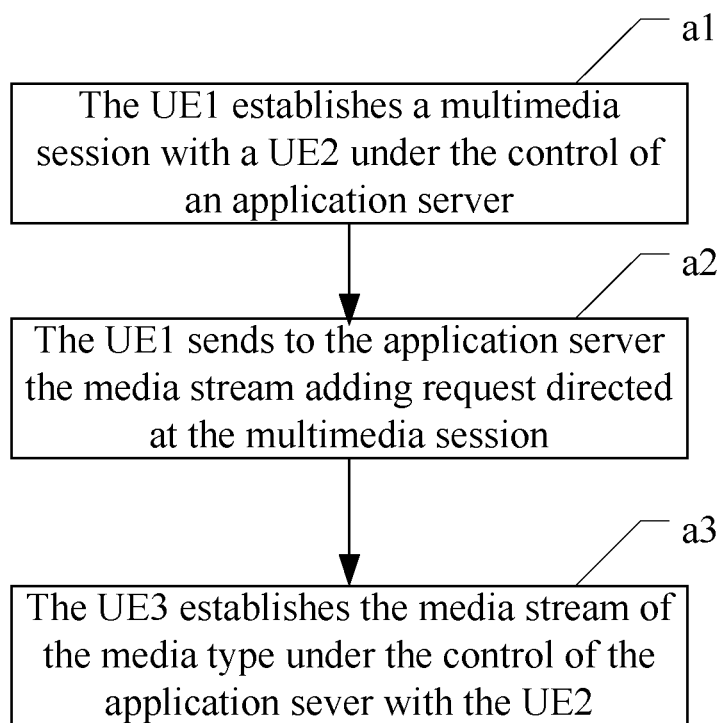 a1
The UE1 establishes a multimedia
session with a UE2 under the control of
an application server
a2
The UE1 sends to the application server
the media stream adding request directed
at the multimedia session
a3
The UE3 establishes the media stream of
the media type under the control of the
application sever with the UE2